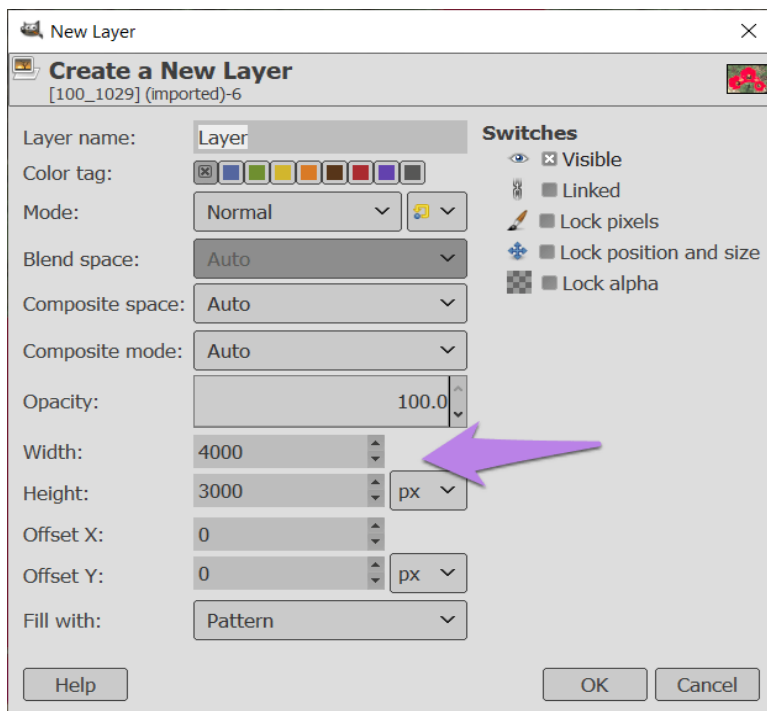 New Layer
Create a New Layer
[100_1029] (imported)-6
Layer name: Layer
Color tag:
Mode: Normal
Blend space: Auto
Composite space: Auto
Composite mode: Auto
Opacity: 100.0
Width: 4000
Height: 3000 px
Offset X: 0
Offset Y: 0 px
Fill with: Pattern
Switches
Visible
Linked
Lock pixels
Lock position and size
Lock alpha
Help OK Cancel